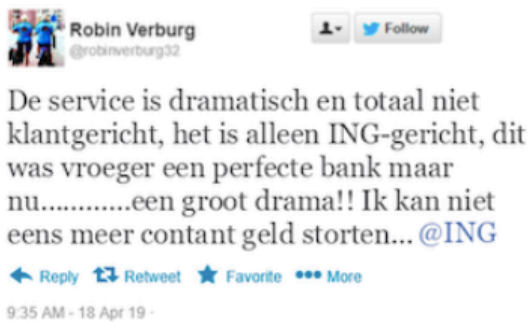 Robin Verburg
Follow
@robinverburg32
De service is dramatisch en totaal niet
klantgericht, het is alleen ING-gericht, dit
was vroeger een perfecte bank maar
nu............een groot drama!! Ik kan niet
eens meer contant geld storten... @ING
Reply Retweet Favorite More
9:35 AM - 18 Apr 19 ·